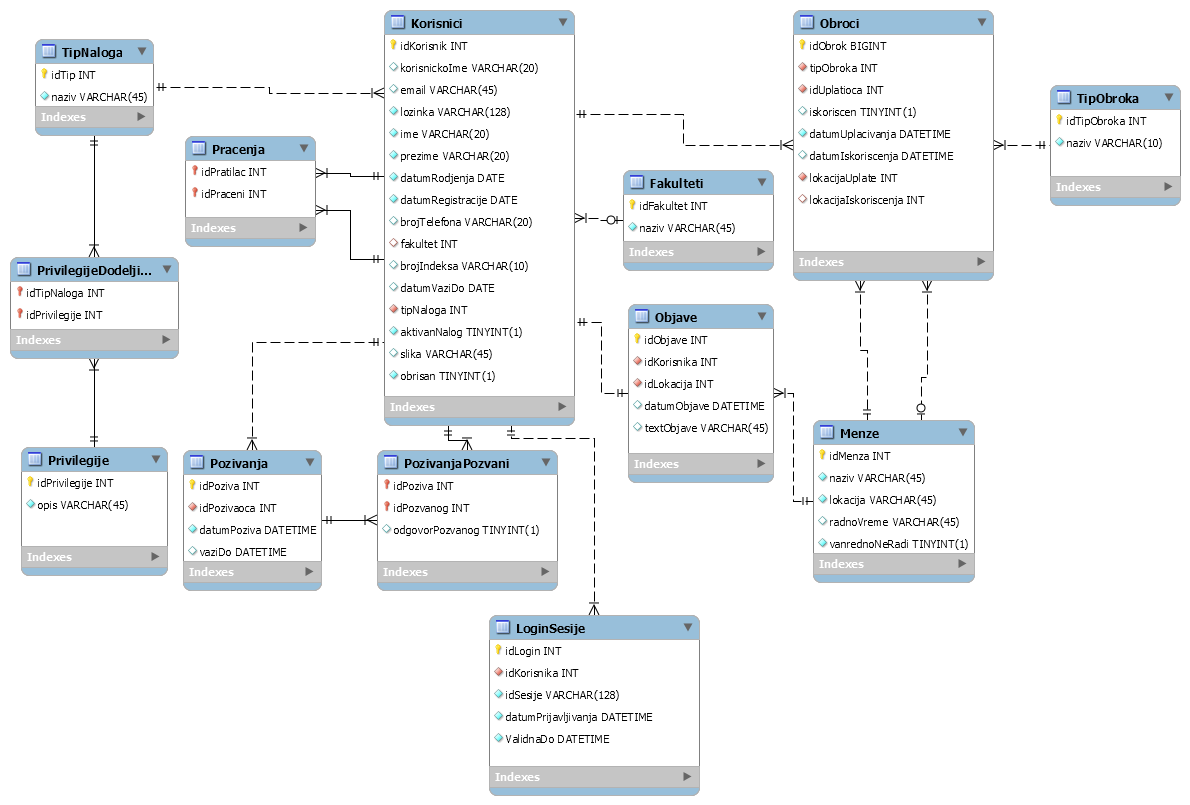 TipNaloga
idTip INT
naziv VARCHAR(45)
Indexes
Pracenja
idPratilac INT
idPraceni INT
Indexes
PrivilegijeDodelji...
idTipNaloga INT
idPrivilegije INT
Indexes
Privilegije
idPrivilegije INT
opis VARCHAR(45)
Indexes
Korisnici
idKorisnik INT
korisnickoIme VARCHAR(20)
email VARCHAR(45)
lozinka VARCHAR(128)
ime VARCHAR(20)
prezime VARCHAR(20)
datumRodjenja DATE
datumRegistracije DATE
brojTelefona VARCHAR(20)
fakultet INT
brojIndeksa VARCHAR(10)
datumVaziDo DATE
tipNaloga INT
aktivanNalog TINYINT(1)
slika VARCHAR(45)
obrisan TINYINT(1)
Indexes
Pozivanja
idPoziva INT
idPozivaoca INT
datumPoziva DATETIME
vaziDo DATETIME
Indexes
PozivanjaPozvani
idPoziva INT
idPozvanog INT
odgovorPozvanog TINYINT(1)
Indexes
LoginSesije
idLogin INT
idKorisnika INT
idSesije VARCHAR(128)
datumPrijavljivanja DATETIME
ValidnaDo DATETIME
Indexes
Fakulteti
idFakultet INT
naziv VARCHAR(45)
Indexes
Objave
idObjave INT
idKorisnika INT
idLokacija INT
datumObjave DATETIME
textObjave VARCHAR(45)
Indexes
Obroci
idObrok BIGINT
tipObroka INT
idUplatioca INT
iskoriscen TINYINT(1)
datumUplacivanja DATETIME
datumIskoriscenja DATETIME
lokacijaUplate INT
lokacijaIskoriscenja INT
Indexes
TipObroka
idTipObroka INT
naziv VARCHAR(10)
Indexes
Menze
idMenza INT
naziv VARCHAR(45)
lokacija VARCHAR(45)
radnoVreme VARCHAR(45)
vanrednoNeRadi TINYINT(1)
Indexes